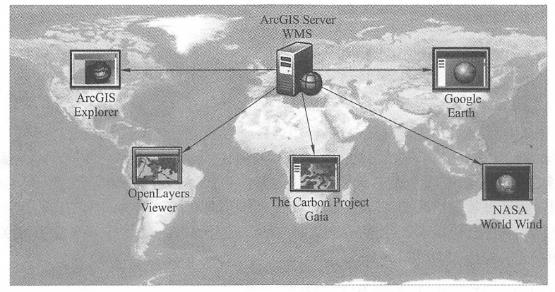 ArcGIS Server
WMS
ArcGIS
Explorer
Google
Earth
OpenLayers
Viewer
The Carbon Project
Gaia
NASA
World Wind